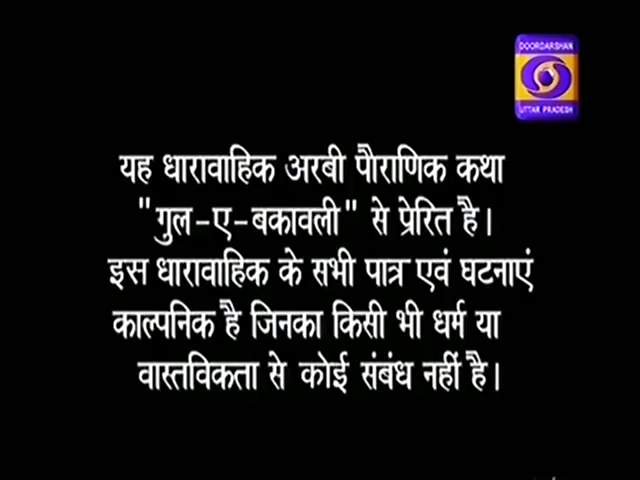 DOORDARSHAN
UTTAR PRADESH
यह धारावाहिक अरबी पौराणिक कथा
"गुल-ए-बकावली" से प्रेरित है।
इस धारावाहिक के सभी पात्र एवं घटनाएं
काल्पनिक है जिनका किसी भी धर्म या
वास्तविकता से कोई संबंध नहीं है।